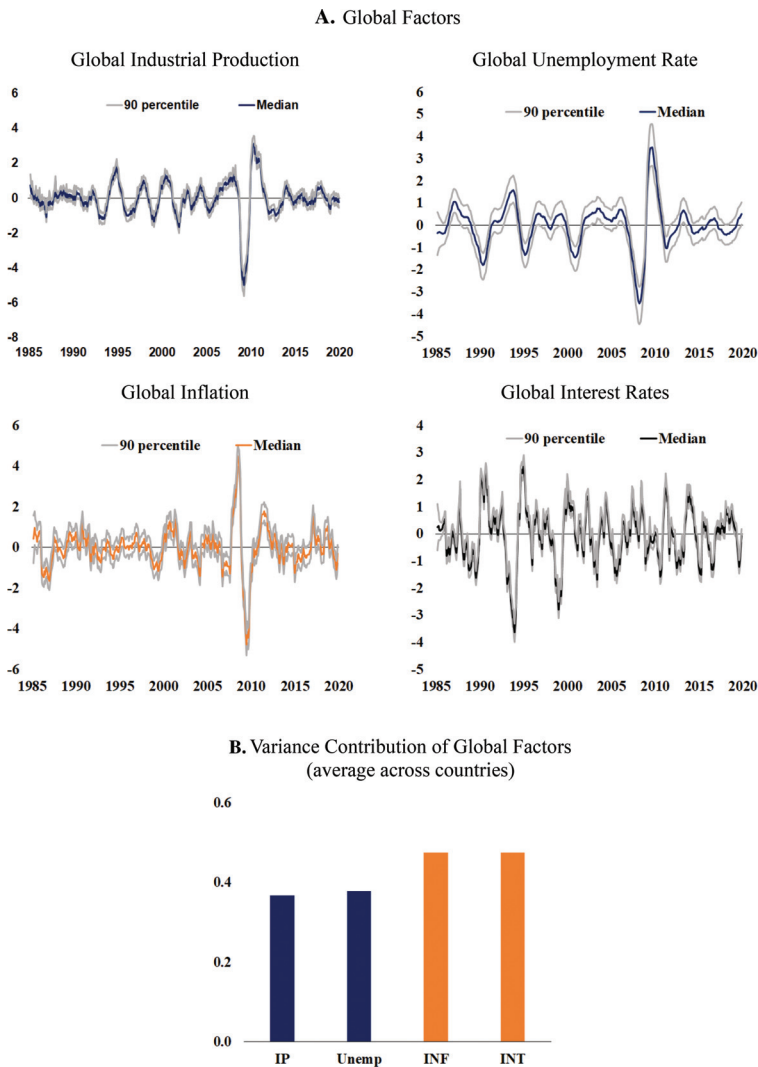 A. Global Factors
Global Industrial Production
90 percentile Median
6
4
2
0
-2
-4
-6
-8
1985 1990 1995 2000 2005 2010 2015 2020
Global Unemployment Rate
90 percentile Median
6
5
4
3
2
1
0
-1
-2
-3
-4
-5
1985 1990 1995 2000 2006 2010 2015 2020
Global Inflation
90 percentile Median
6
4
2
0
-2
-4
-6
1985 1990 1995 2000 2005 2010 2015 2020
Global Interest Rates
90 percentile Median
4
3
2
1
0
-1
-2
-3
-4
-5
1985 1990 1995 2000 2006 2010 2015 2020
B. Variance Contribution of Global Factors
(average across countries)
0.6
0.4
0.2
0.0
IP Unemp INF INT